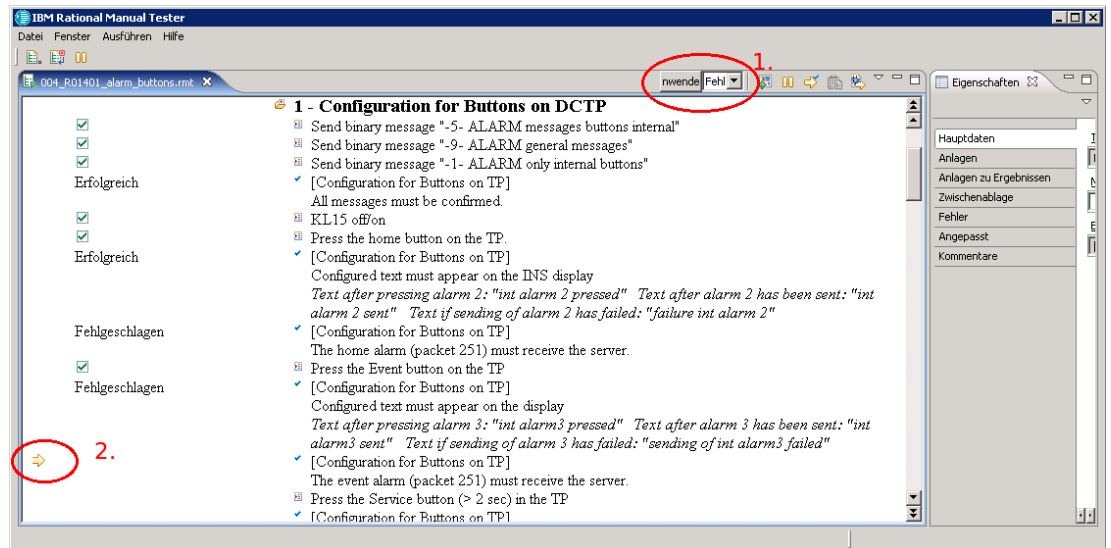 IBM Rational Manual Tester
Datei Fenster Ausführen Hilfe
1.
004_R01401_alarm_buttons.rmt
nwende Fehl
Eigenschaften
1 - Configuration for Buttons on DCTP
Send binary message "-5- ALARM messages buttons internal"
Send binary message "-9- ALARM general messages"
Send binary message "-1- ALARM only internal buttons"
Erfolgreich [Configuration for Buttons on TP]
All messages must be confirmed.
KL15 off/on
Press the home button on the TP.
Erfolgreich [Configuration for Buttons on TP]
Configured text must appear on the INS display
Text after pressing alarm 2: "int alarm 2 pressed" Text after alarm 2 has been sent: "int
alarm 2 sent" Text if sending of alarm 2 has failed: "failure int alarm 2"
Fehlgeschlagen [Configuration for Buttons on TP]
The home alarm (packet 251) must receive the server.
Press the Event button on the TP
Fehlgeschlagen [Configuration for Buttons on TP]
Configured text must appear on the display
Text after pressing alarm 3: "int alarm3 pressed" Text after alarm 3 has been sent: "int
alarm3 sent" Text if sending of alarm 3 has failed: "sending of int alarm3 failed"
2.
[Configuration for Buttons on TP]
The event alarm (packet 251) must receive the server.
Press the Service button (> 2 sec) in the TP
[Configuration for Buttons on TP]
Hauptdaten
Anlagen
Anlagen zu Ergebnissen
Zwischenablage
Fehler
Angepasst
Kommentare